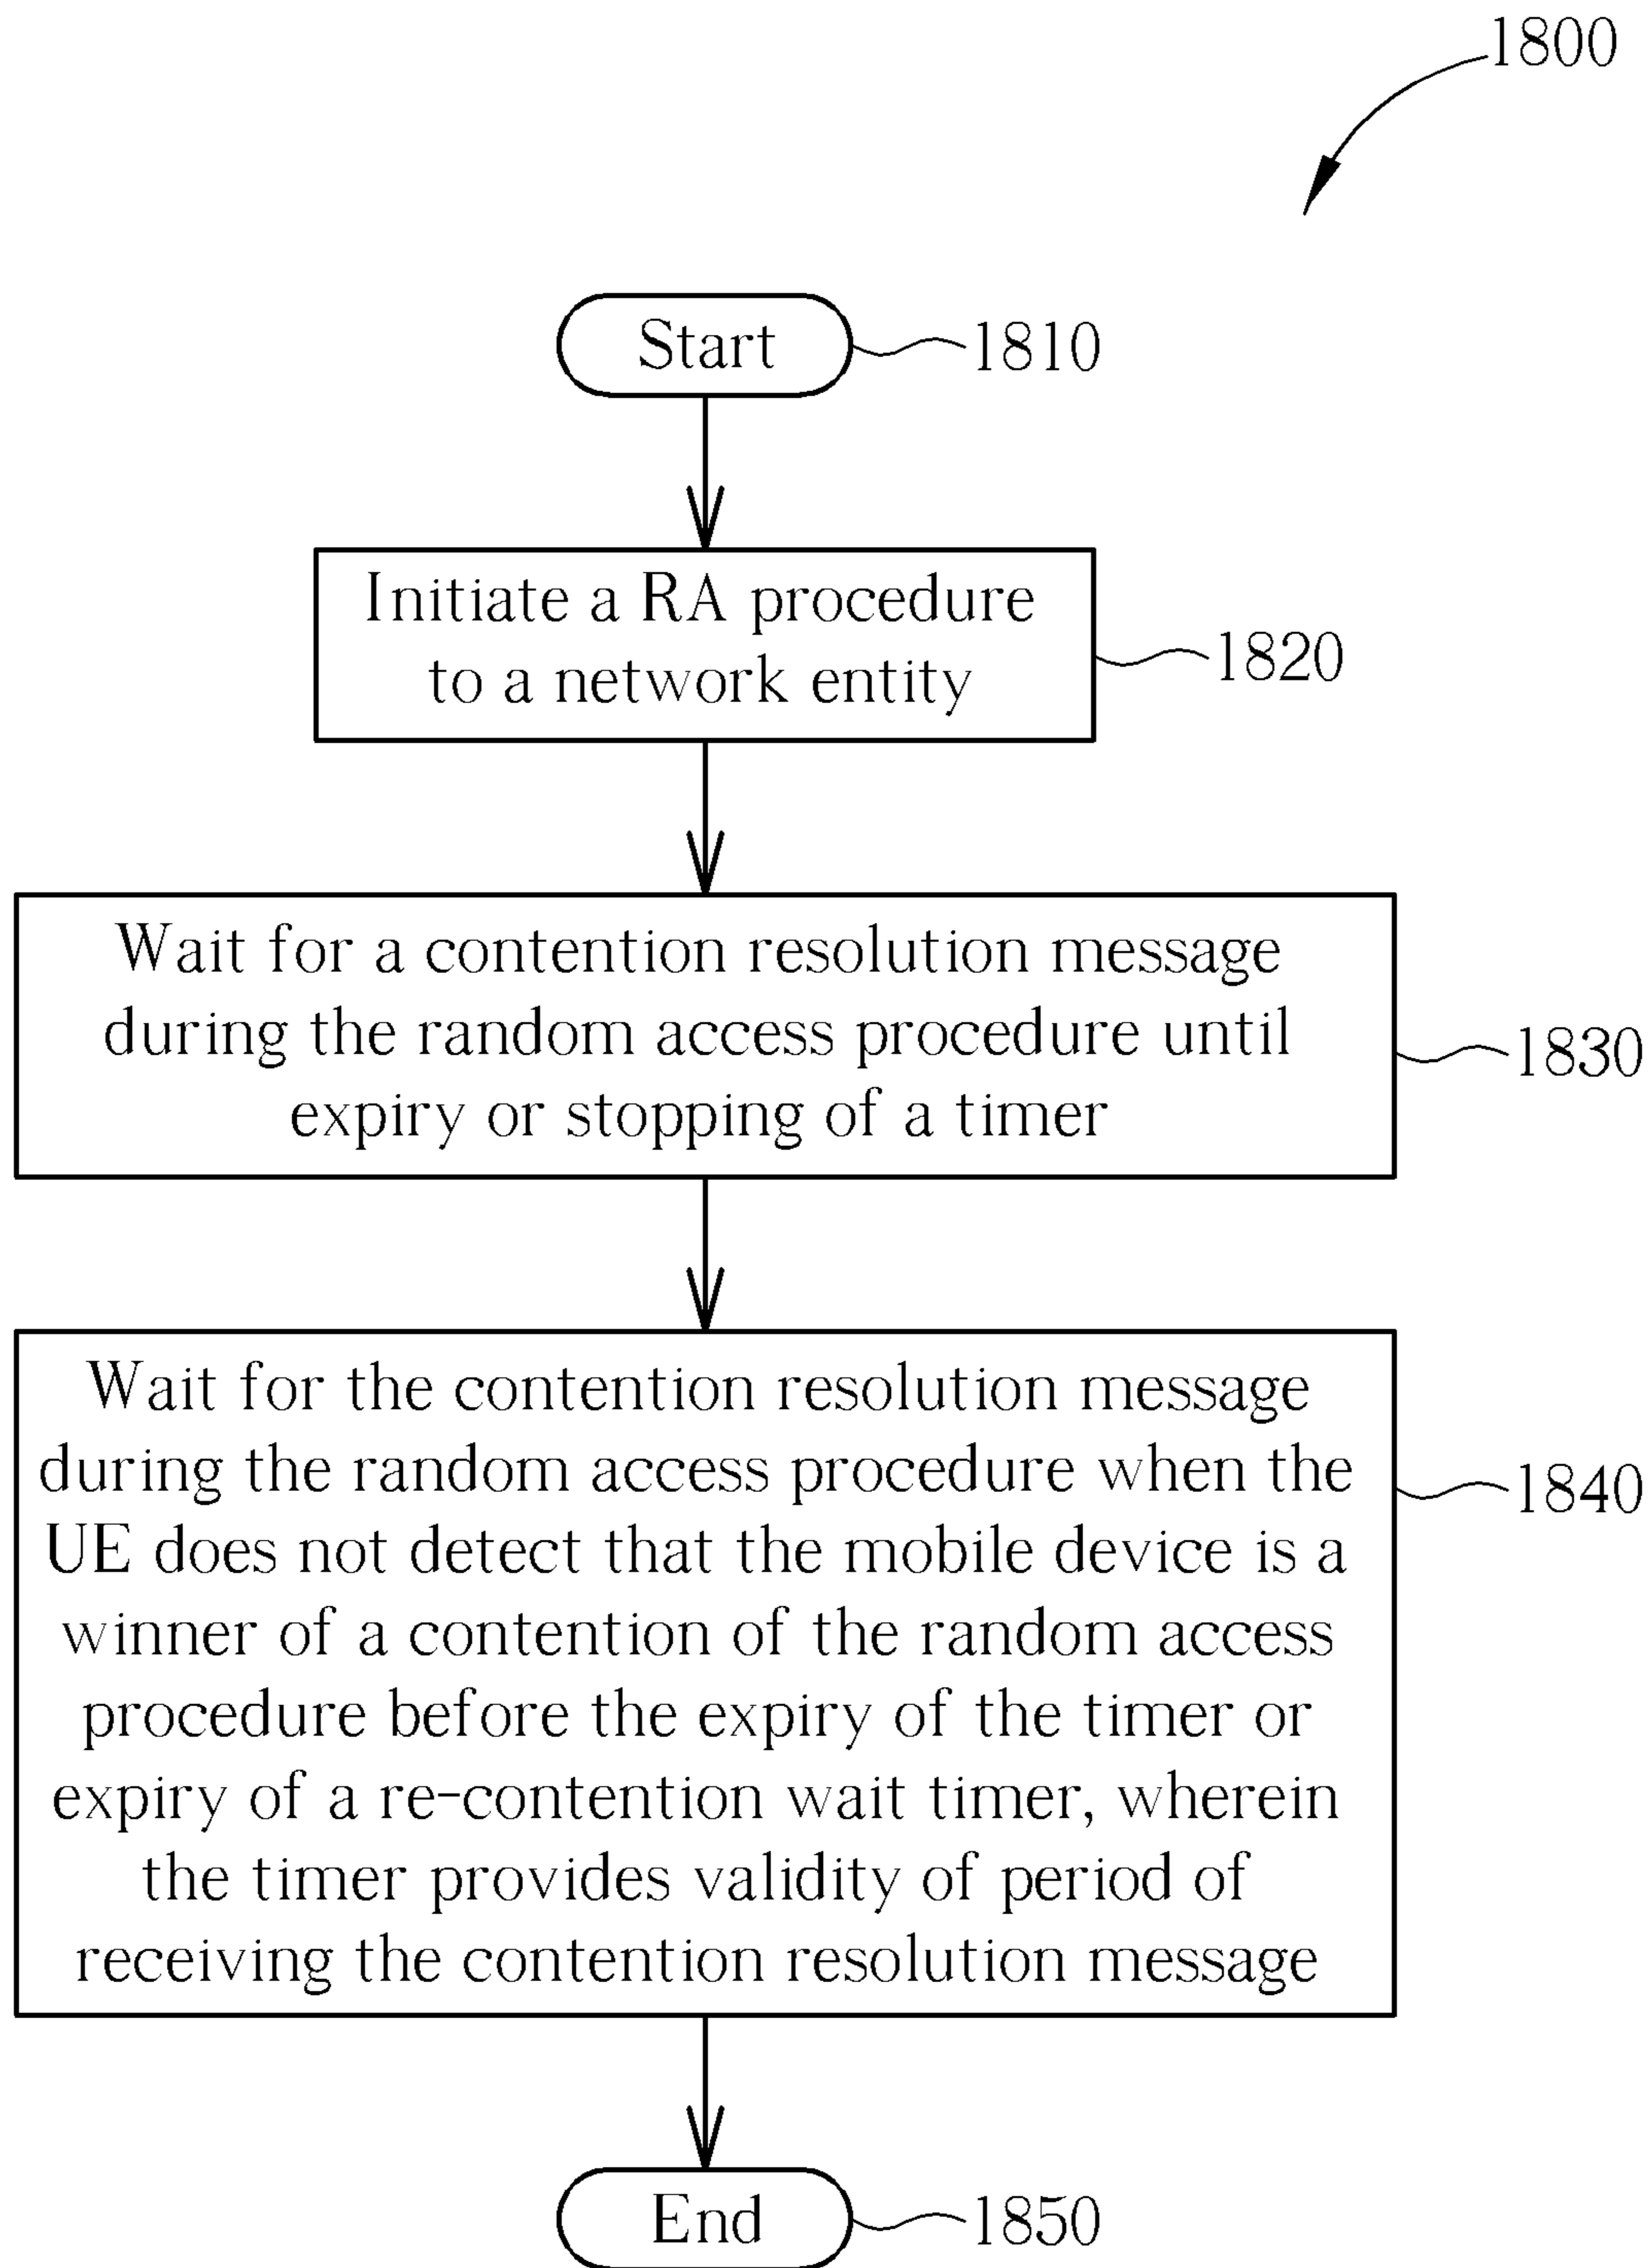 1800
Start
1810
Initiate a RA procedure
to a network entity
1820
Wait for a contention resolution message
during the random access procedure until
expiry or stopping of a timer
1830
Wait for the contention resolution message
during the random access procedure when the
UE does not detect that the mobile device is a
winner of a contention of the random access
procedure before the expiry of the timer or
expiry of a re-contention wait timer, wherein
the timer provides validity of period of
receiving the contention resolution message
1840
End
1850